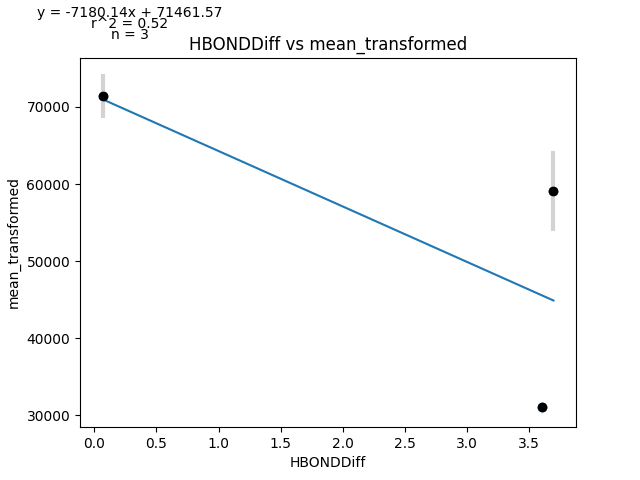 y = -7180.14x + 71461.57
r^2 = 0.52
n = 3
HBONDDiff vs mean_transformed
70000
60000
50000
40000
30000
mean_transformed
0.0 0.5 1.0 1.5 2.0 2.5 3.0 3.5
HBONDDiff